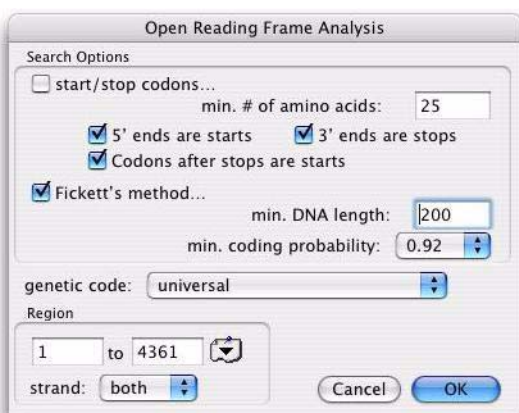 Open Reading Frame Analysis
Search Options
start/stop codons...
min. # of amino acids: 25
5' ends are starts 3' ends are stops
Codons after stops are starts
Fickett's method...
min. DNA length: 200
min. coding probability: 0.92
genetic code: universal
Region
1 to 4361
strand: both Cancel OK